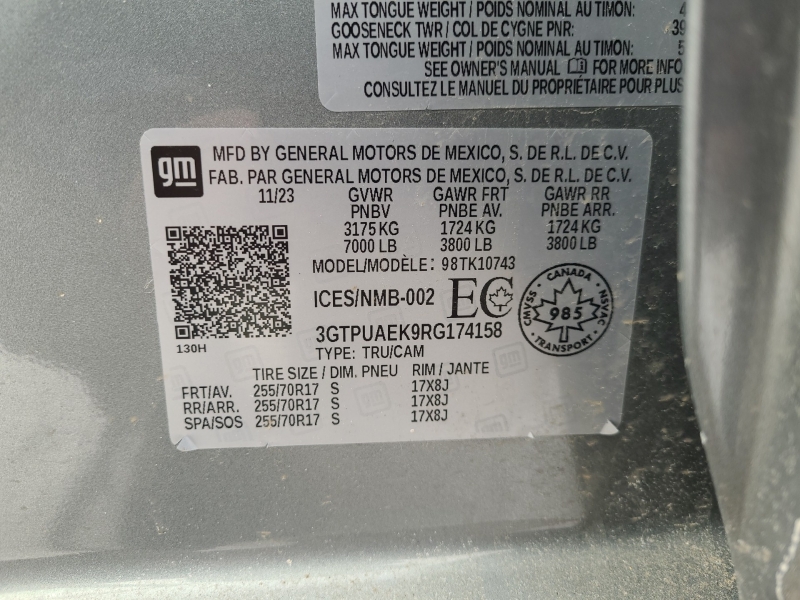 MAX TONGUE WEIGHT / POIDS NOMINAL AU TIMON: 4
GOOSENECK TWR / COL DE CYGNE PNR: 39
MAX TONGUE WEIGHT / POIDS NOMINAL AU TIMON: 5
SEE OWNER'S MANUAL FOR MORE INFO
CONSULTEZ LE MANUEL DU PROPRIÉTAIRE POUR PLUS
gm
MFD BY GENERAL MOTORS DE MEXICO, S. DE R.L. DE C.V.
FAB. PAR GENERAL MOTORS DE MEXICO, S. DE R.L. DE C.V.
11/23 GVWR GAWR FRT GAWR RR
PNBV PNBE AV. PNBE ARR.
3175 KG 1724 KG 1724 KG
7000 LB 3800 LB 3800 LB
MODEL/MODÈLE: 98TK10743
ICES/NMB-002 EC
CANADA
CMVSS 985 NSVAC
TRANSPORT
3GTPUAEK9RG174158
130H
TYPE: TRU/CAM
TIRE SIZE / DIM. PNEU RIM / JANTE
FRT/AV. 255/70R17 S 17X8J
RR/ARR. 255/70R17 S 17X8J
SPA/SOS 255/70R17 S 17X8J